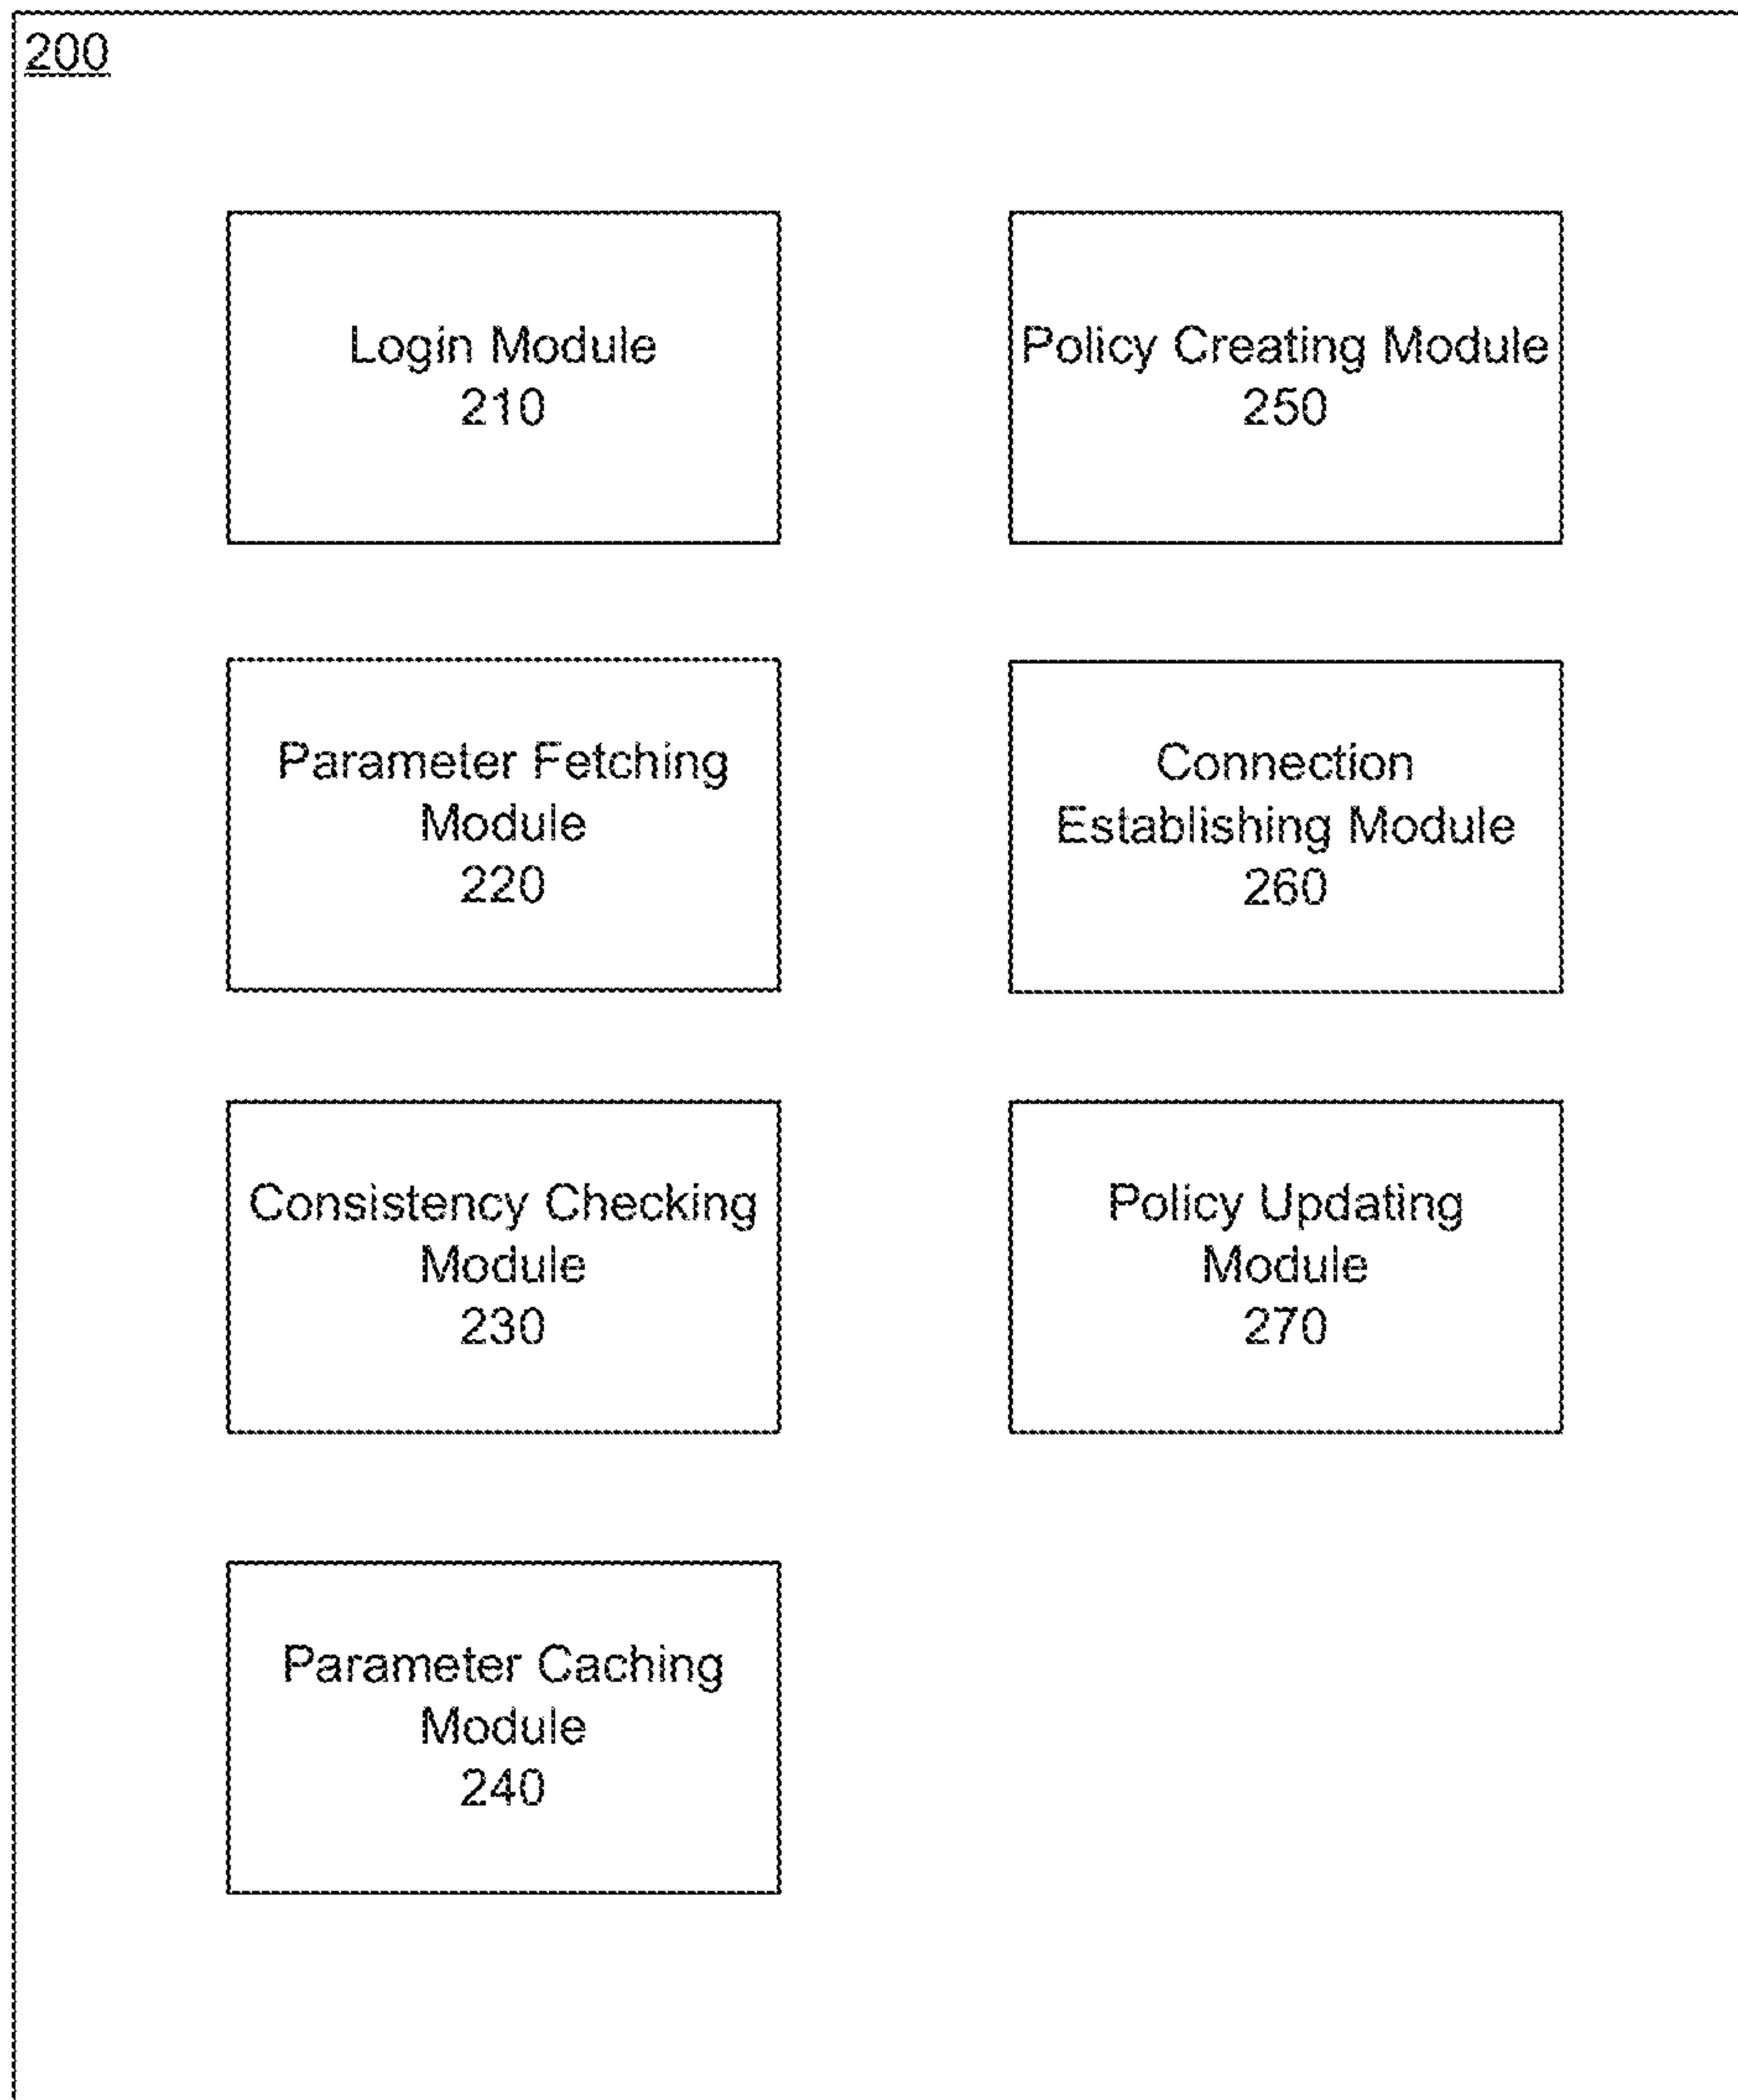 200
Login Module
210
Policy Creating Module
250
Parameter Fetching
Module
220
Connection
Establishing Module
260
Consistency Checking
Module
230
Policy Updating
Module
270
Parameter Caching
Module
240